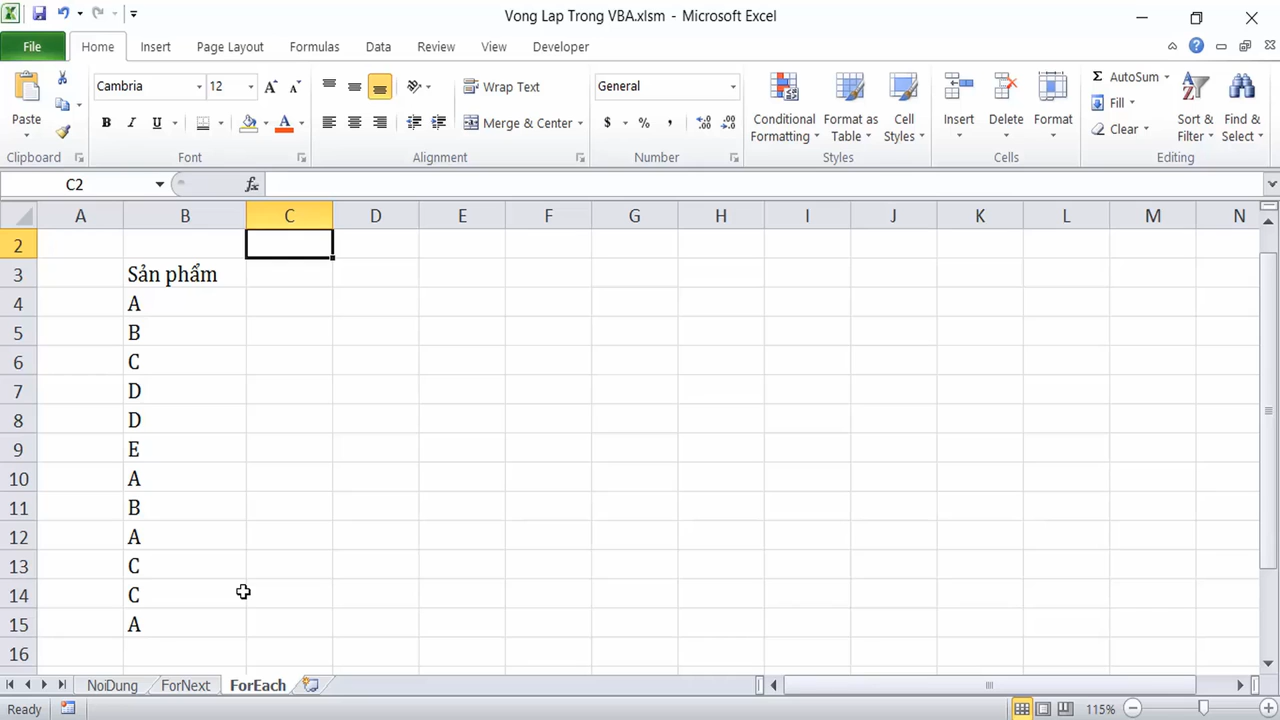 Vong Lap Trong VBA.xlsm - Microsoft Excel
File Home Insert Page Layout Formulas Data Review View Developer
Cambria 12 Wrap Text General AutoSum
Paste Merge & Center $ % , Conditional Formatting Format as Table Cell Styles Insert Delete Format Fill Clear Sort & Filter Find & Select
Clipboard Font Alignment Number Styles Cells Editing
C2 fx
A B C D E F G H I J K L M N
2
3 Sản phẩm
4 A
5 B
6 C
7 D
8 D
9 E
10 A
11 B
12 A
13 C
14 C
15 A
16
NoiDung ForNext ForEach
Ready 115%